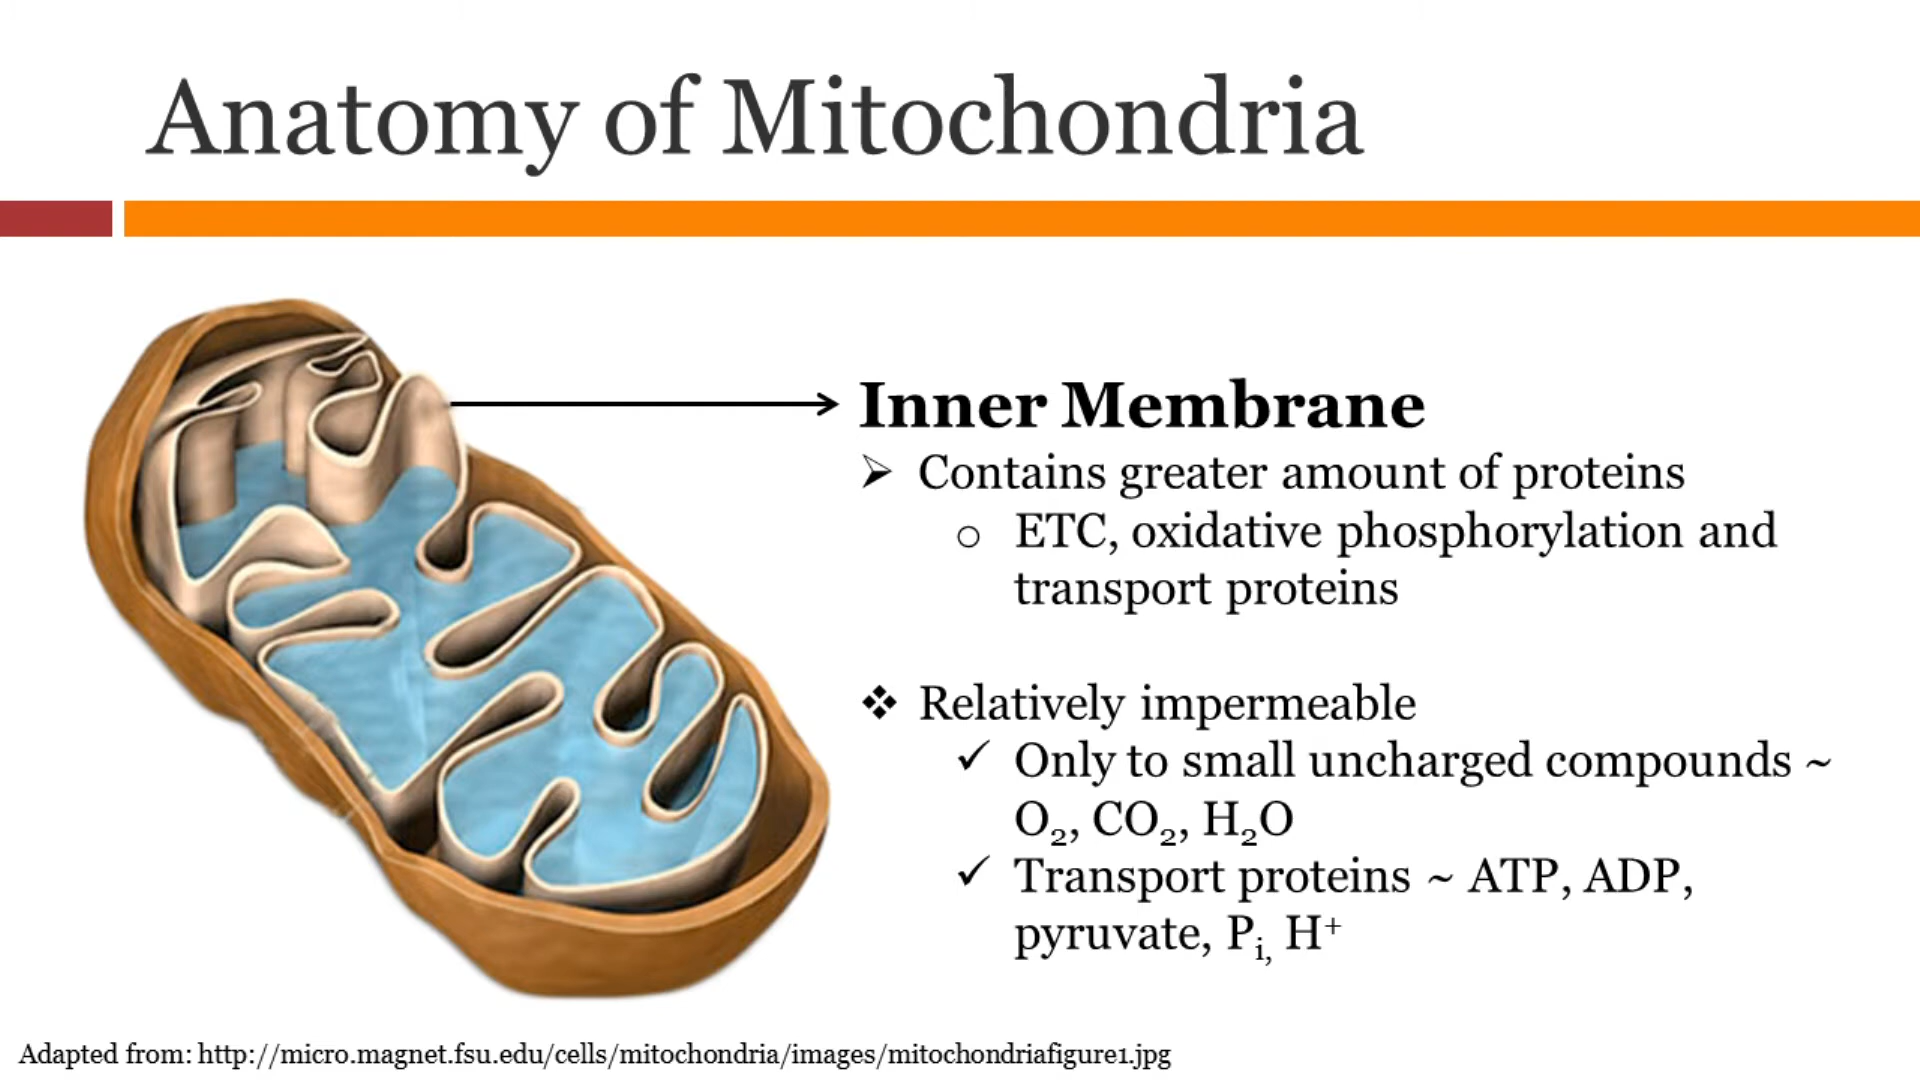 Anatomy of Mitochondria
Inner Membrane
➢ Contains greater amount of proteins
o ETC, oxidative phosphorylation and
transport proteins
❖ Relatively impermeable
✓ Only to small uncharged compounds ~
O₂, CO₂, H₂O
✓ Transport proteins ~ ATP, ADP,
pyruvate, Pᵢ, H⁺
Adapted from: http://micro.magnet.fsu.edu/cells/mitochondria/images/mitochondriafigure1.jpg